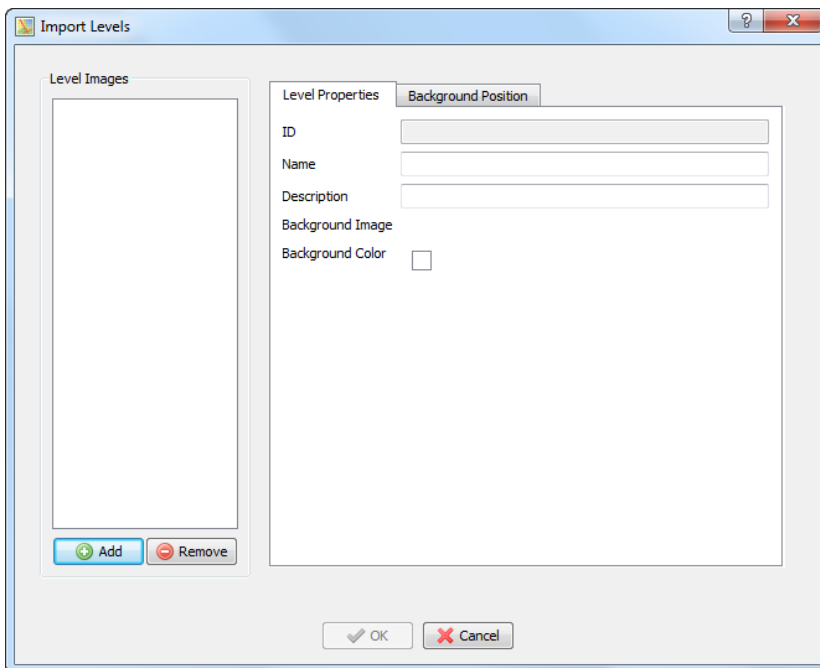 Import Levels
?
Level Images
Level Properties
Background Position
ID
Name
Description
Background Image
Background Color
Add
Remove
OK
Cancel